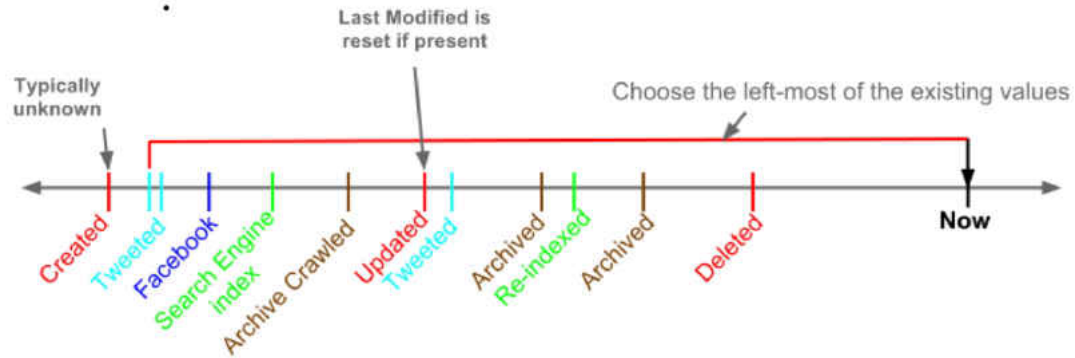 Last Modified is
reset if present
Typically
unknown
Choose the left-most of the existing values
Created
Tweeted
Facebook
Search Engine
index
Archive Crawled
Updated
Tweeted
Archived
Re-indexed
Archived
Deleted
Now